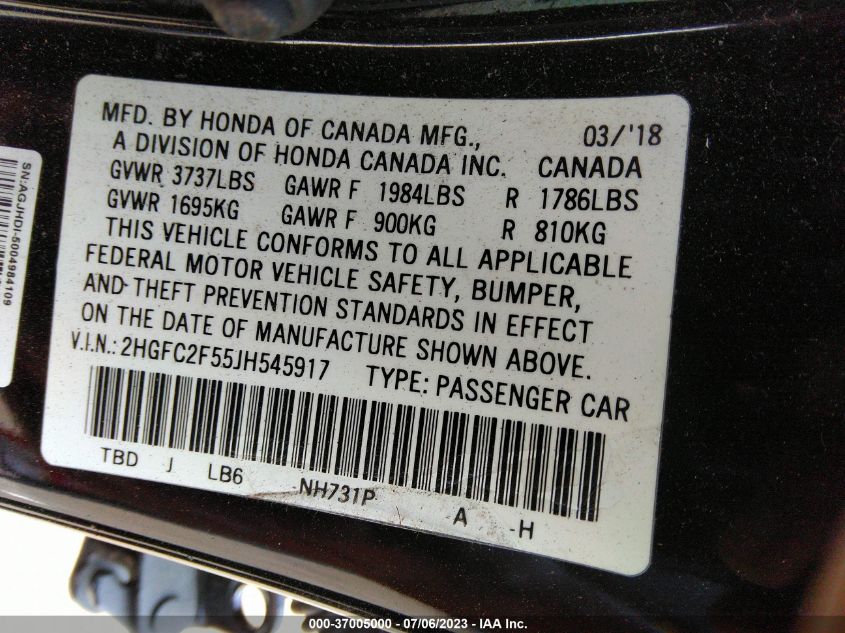 MFD. BY HONDA OF CANADA MFG., 03/'18
A DIVISION OF HONDA CANADA INC. CANADA
GVWR 3737LBS GAWR F 1984LBS R 1786LBS
GVWR 1695KG GAWR F 900KG R 810KG
THIS VEHICLE CONFORMS TO ALL APPLICABLE
FEDERAL MOTOR VEHICLE SAFETY, BUMPER,
AND THEFT PREVENTION STANDARDS IN EFFECT
ON THE DATE OF MANUFACTURE SHOWN ABOVE.
V.I.N.: 2HGFC2F55JH545917 TYPE: PASSENGER CAR
TBD J LB6 NH731P A -H
SN:AGJHDI-5004984109
000-37005000 - 07/06/2023 - IAA Inc.